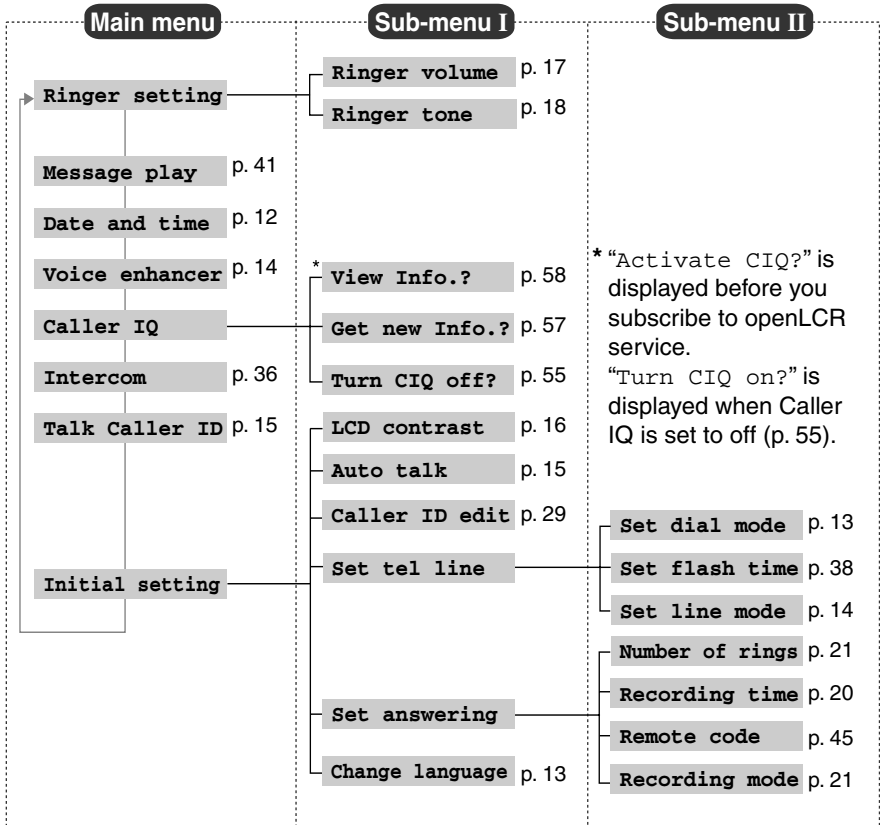 Main menu
Sub-menu I
Sub-menu II
Ringer setting
Message play p. 41
Date and time p. 12
Voice enhancer p. 14
Caller IQ
Intercom p. 36
Talk Caller ID p. 15
Initial setting
Ringer volume p. 17
Ringer tone p. 18
* View Info.? p. 58
Get new Info.? p. 57
Turn CIQ off? p. 55
LCD contrast p. 16
Auto talk p. 15
Caller ID edit p. 29
Set tel line
Set answering
Change language p. 13
* “Activate CIQ?” is
displayed before you
subscribe to openLCR
service.
“Turn CIQ on?” is
displayed when Caller
IQ is set to off (p. 55).
Set dial mode p. 13
Set flash time p. 38
Set line mode p. 14
Number of rings p. 21
Recording time p. 20
Remote code p. 45
Recording mode p. 21